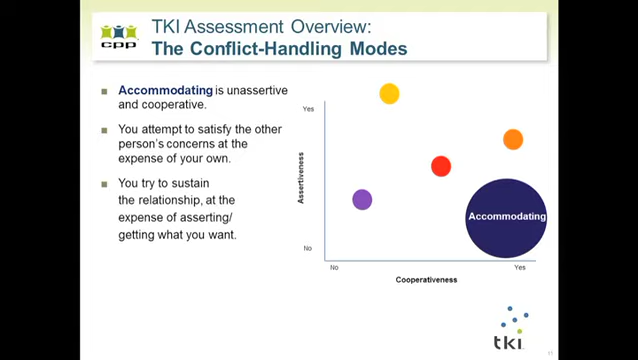 TKI Assessment Overview:
The Conflict-Handling Modes
cpp
Accommodating is unassertive
and cooperative.
You attempt to satisfy the other
person's concerns at the
expense of your own.
You try to sustain
the relationship, at the
expense of asserting/
getting what you want.
Yes
Assertiveness
No
Accommodating
No
Yes
Cooperativeness
tki
11